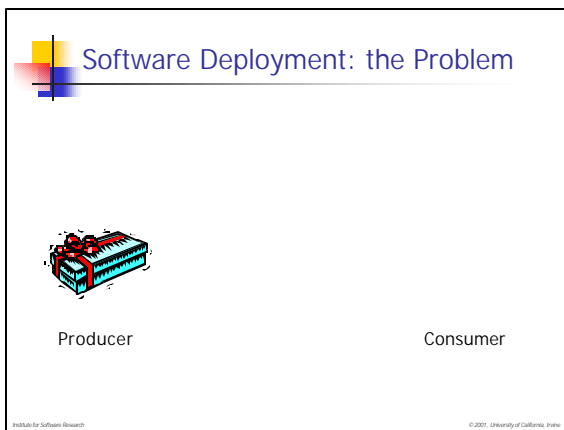 Software Deployment: the Problem
Producer
Consumer
Institute for Software Research
© 2001, University of California, Irvine